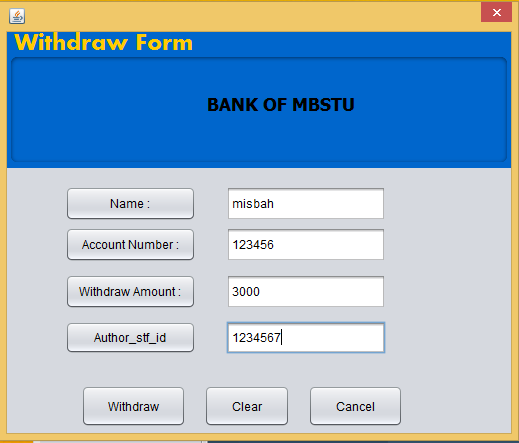 Withdraw Form
BANK OF MBSTU
Name : misbah
Account Number : 123456
Withdraw Amount : 3000
Author_stf_id 1234567
Withdraw Clear Cancel